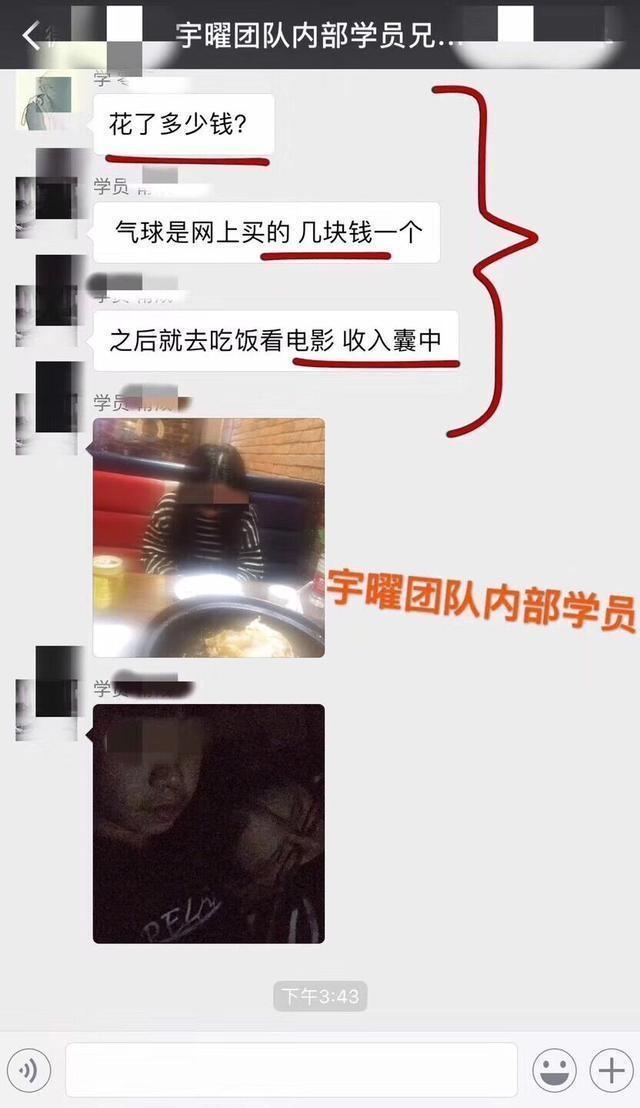 宇曜团队内部学员兄...
学
花了多少钱?
学员
气球是网上买的 几块钱一个
学员
之后就去吃饭看电影 收入囊中
学员
宇曜团队内部学员
学员
下午3:43